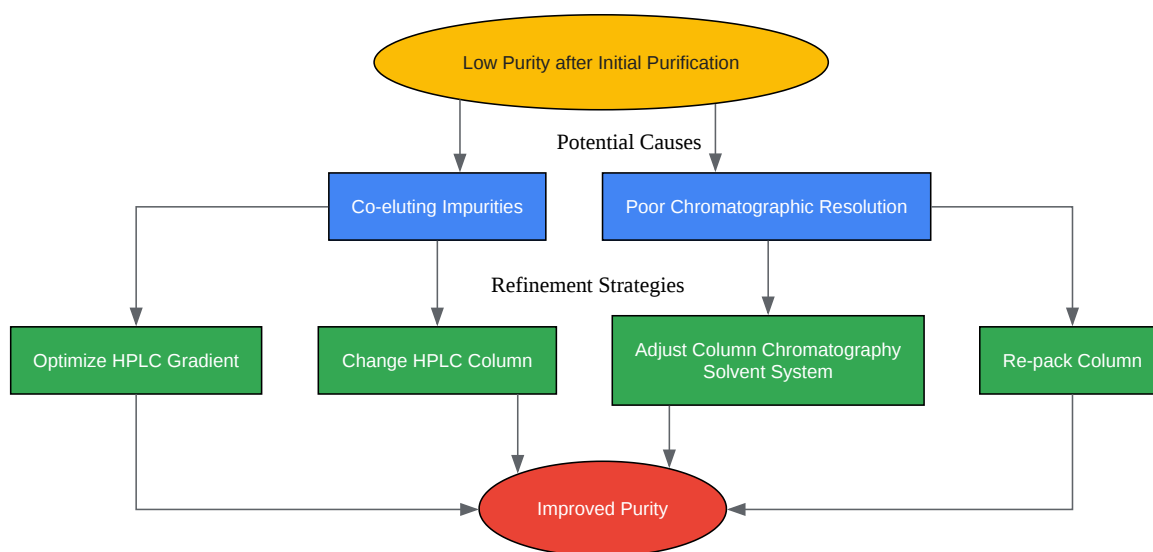 Low Purity after Initial Purification
Potential Causes
Co-eluting Impurities
Poor Chromatographic Resolution
Refinement Strategies
Optimize HPLC Gradient
Change HPLC Column
Adjust Column Chromatography
Solvent System
Re-pack Column
Improved Purity